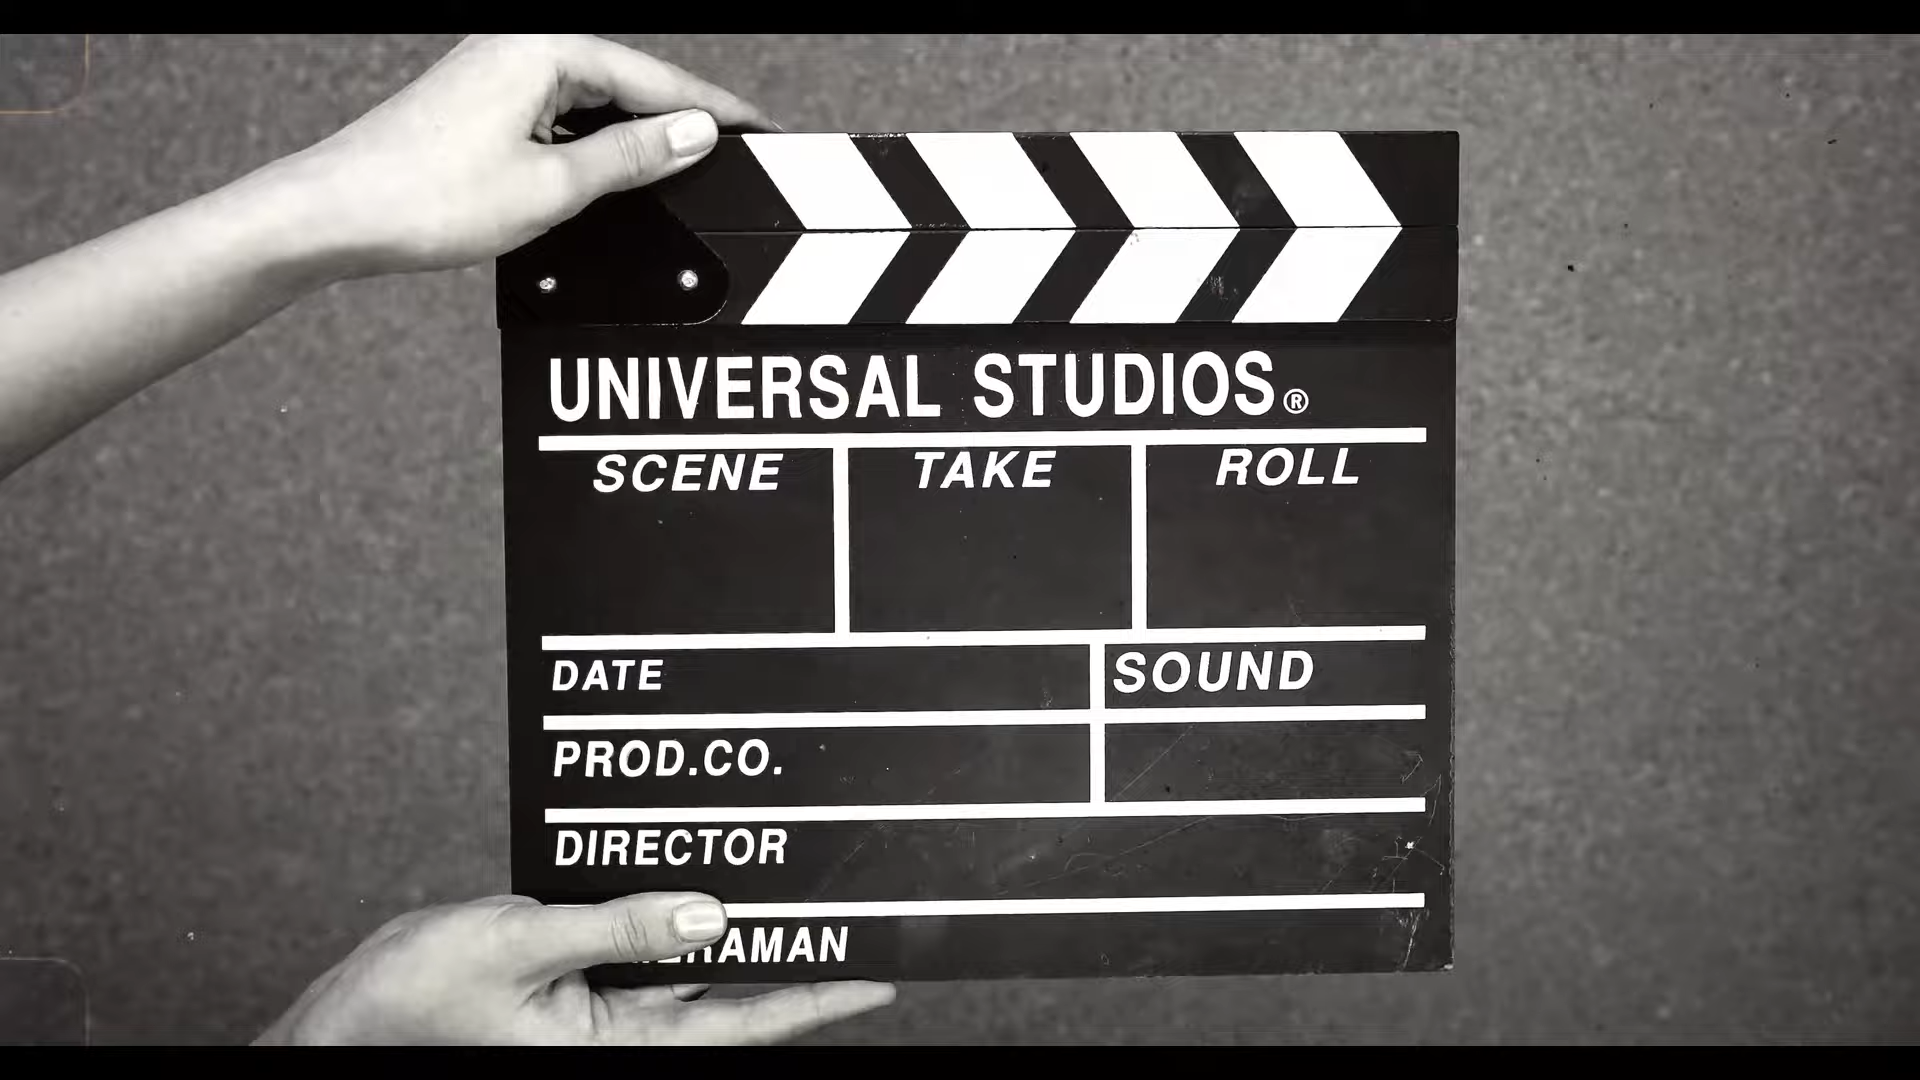 UNIVERSAL STUDIOS®
SCENE TAKE ROLL
DATE SOUND
PROD.CO.
DIRECTOR